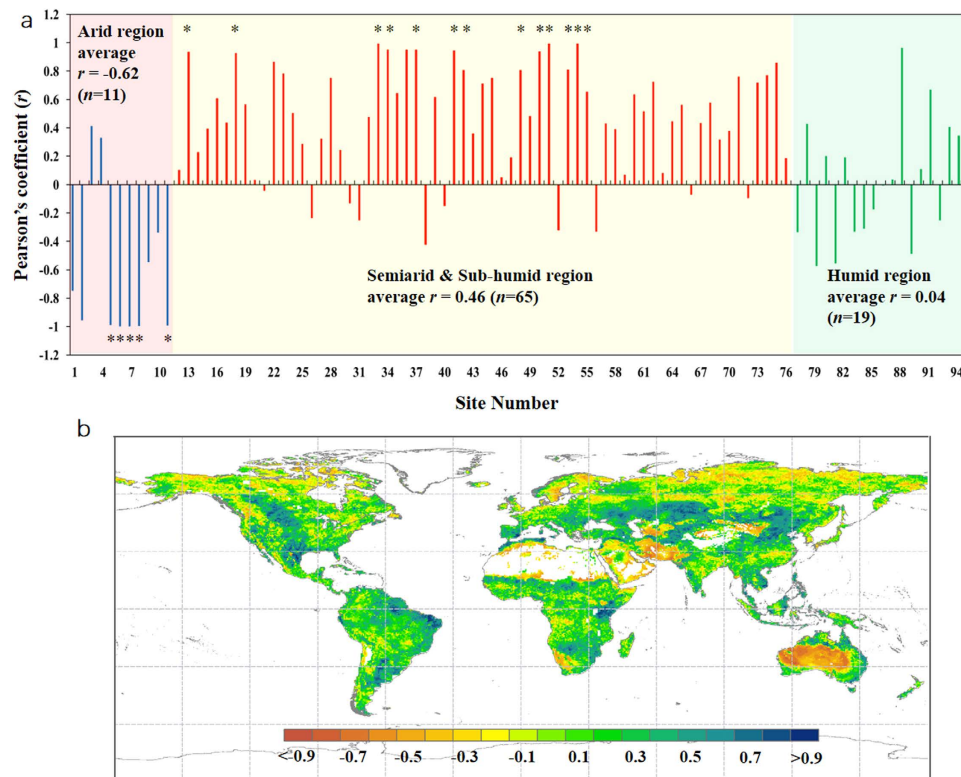 a
1.2
1
0.8
0.6
0.4
0.2
0
-0.2
-0.4
-0.6
-0.8
-1
-1.2
Pearson's coefficient (r)
Arid region
average
r = -0.62
(n=11)
* * * * * * * * * * * * *
Semiarid & Sub-humid region
average r = 0.46 (n=65)
Humid region
average r = 0.04
(n=19)
**** *
1 4 7 10 13 16 19 22 25 28 31 34 37 40 43 46 49 52 55 58 61 64 67 70 73 76 79 82 85 88 91 94
Site Number
b
<-0.9 -0.7 -0.5 -0.3 -0.1 0.1 0.3 0.5 0.7 >0.9